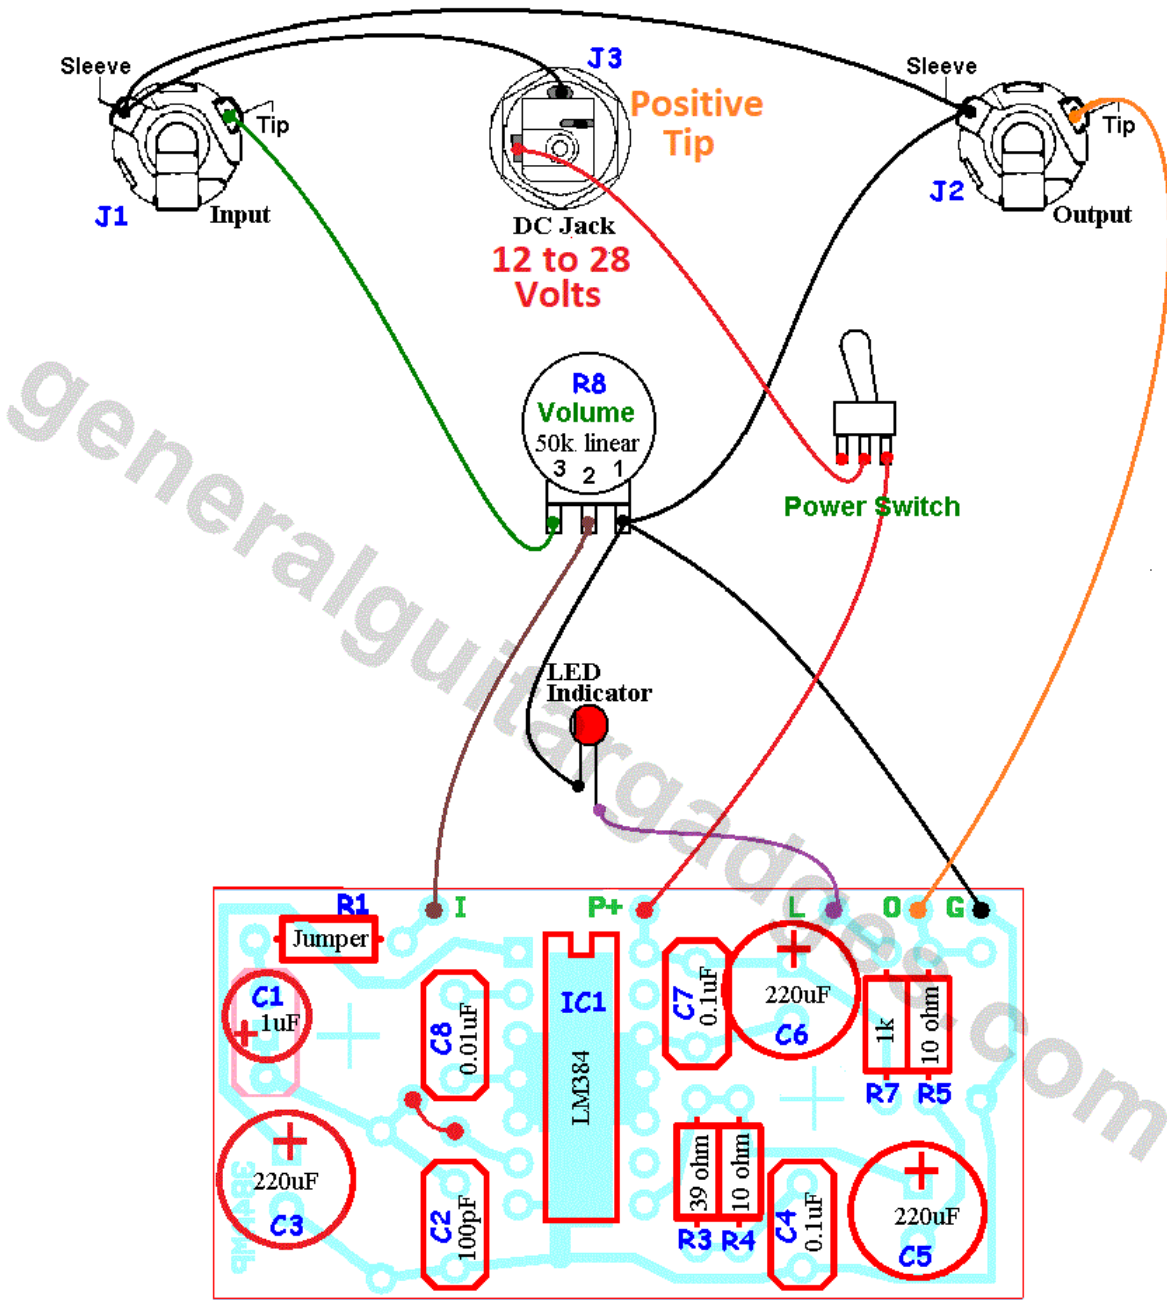 Sleeve
Tip
J1
Input
J3
Positive
Tip
DC Jack
12 to 28
Volts
Sleeve
Tip
J2
Output
R8
Volume
50k linear
3 2 1
Power Switch
LED
Indicator
generalguitargadgets.com
R1
Jumper
I
P+
L
O
G
C1
1uF
C8
0.01uF
IC1
LM384
C7
0.1uF
220uF
C6
1k
R7
10 ohm
R5
220uF
C3
C2
100pF
39 ohm
R3
10 ohm
R4
C4
0.1uF
220uF
C5
386AMP